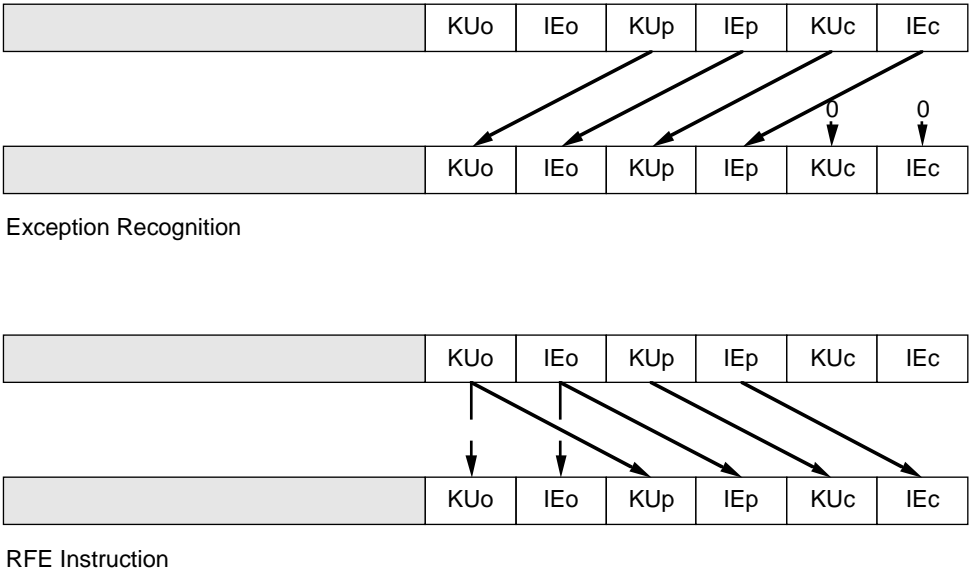 KUo IEo KUp IEp KUc IEc
0 0
KUo IEo KUp IEp KUc IEc
Exception Recognition
KUo IEo KUp IEp KUc IEc
KUo IEo KUp IEp KUc IEc
RFE Instruction